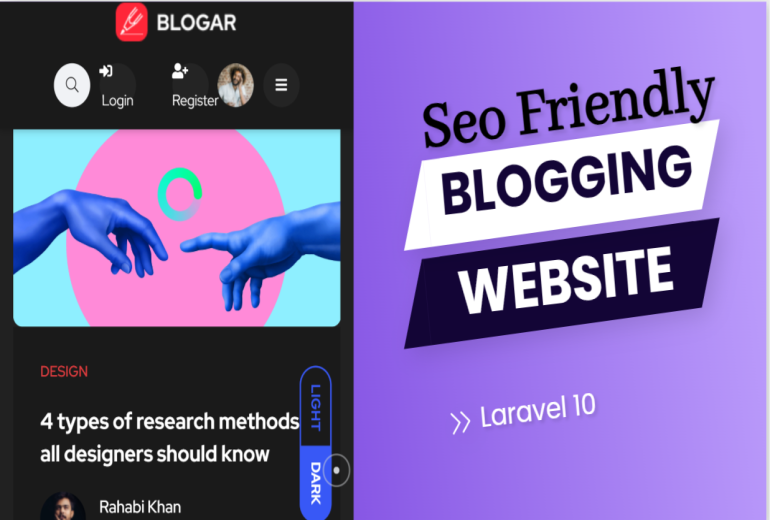 BLOGAR
Login
Register
DESIGN
4 types of research methods
all designers should know
Rahabi Khan
LIGHT
DARK
Seo Friendly
BLOGGING
WEBSITE
Laravel 10